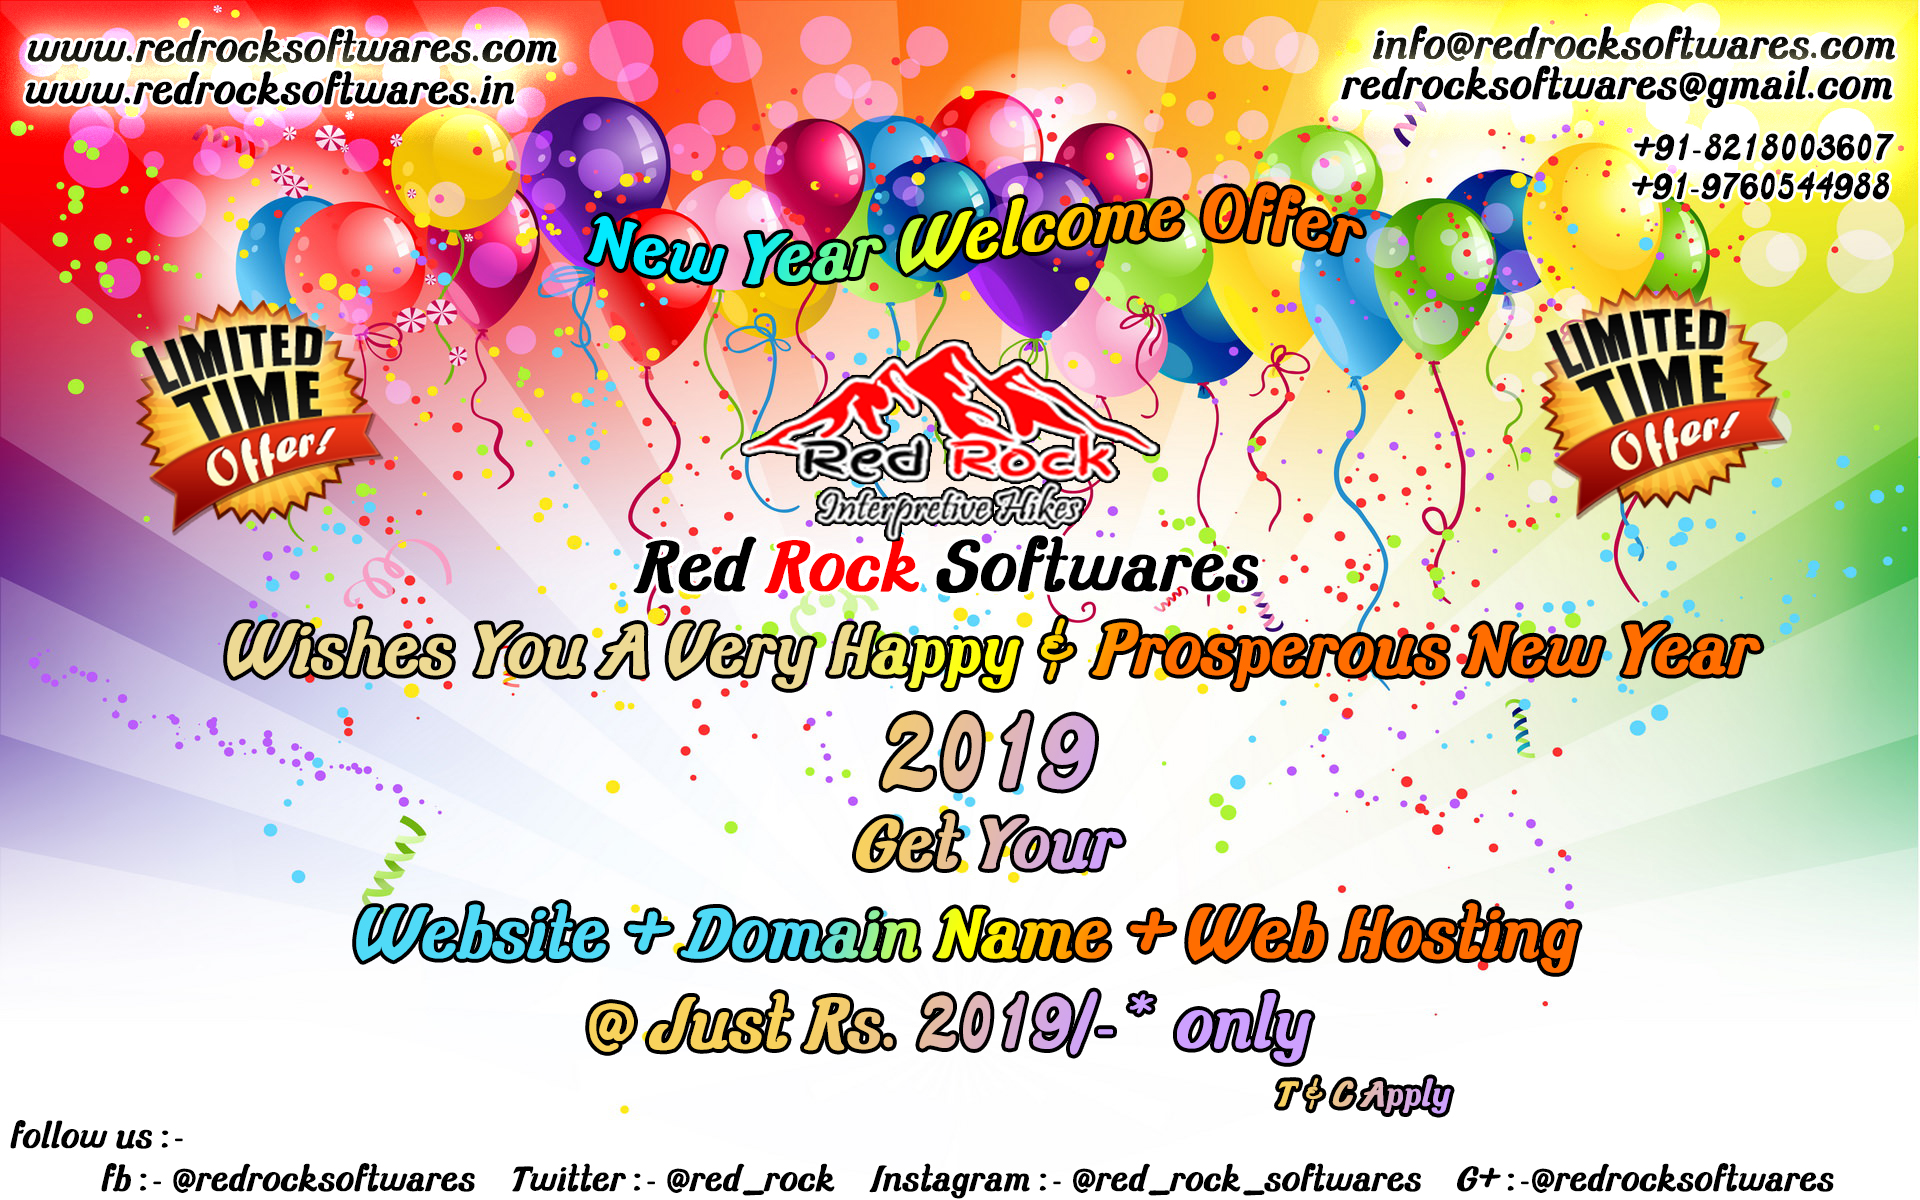 www.redrocksoftwares.com
www.redrocksoftwares.in
info@redrocksoftwares.com
redrocksoftwares@gmail.com
+91-8218003607
+91-9760544988
New Year Welcome Offer
LIMITED
TIME
Offer!
LIMITED
TIME
Offer!
Red Rock
Interpretive Hikes
Red Rock Softwares
Wishes You A Very Happy & Prosperous New Year
2019
Get Your
Website + Domain Name + Web Hosting
@ Just Rs. 2019/-* only
T & C Apply
follow us :-
fb :- @redrocksoftwares Twitter :- @red_rock Instagram :- @red_rock_softwares G+ :-@redrocksoftwares